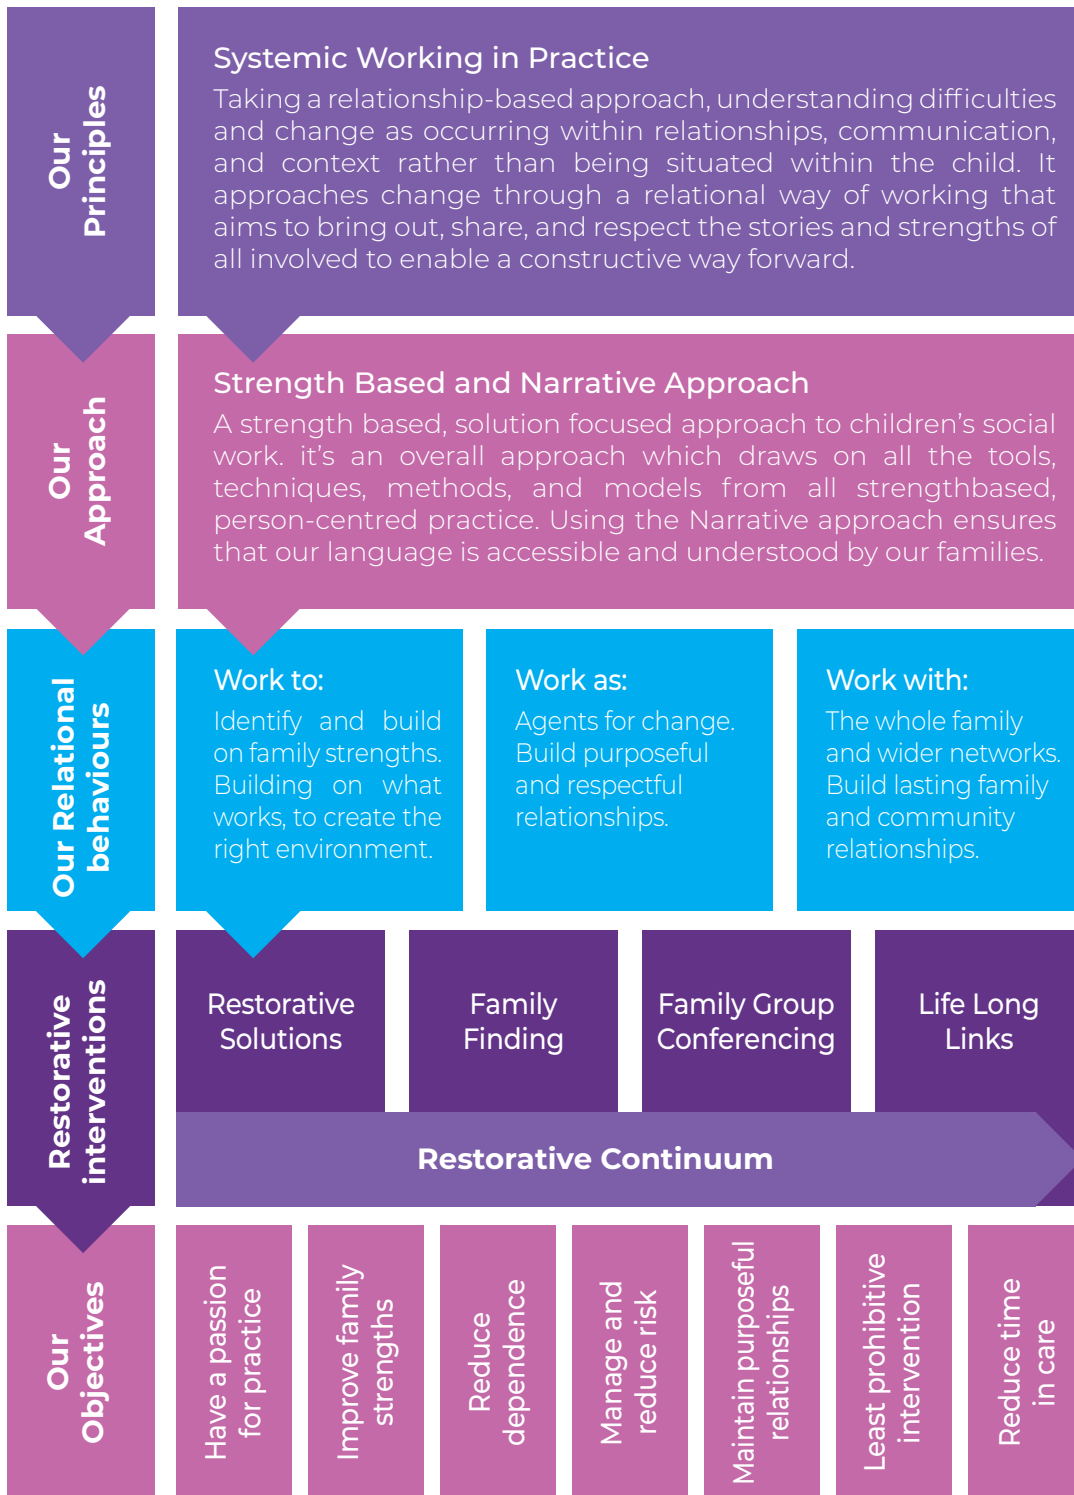 Our
Principles
Systemic Working in Practice
Taking a relationship-based approach, understanding difficulties
and change as occurring within relationships, communication,
and context rather than being situated within the child. It
approaches change through a relational way of working that
aims to bring out, share, and respect the stories and strengths of
all involved to enable a constructive way forward.
Our
Approach
Strength Based and Narrative Approach
A strength based, solution focused approach to children’s social
work. it’s an overall approach which draws on all the tools,
techniques, methods, and models from all strengthbased,
person-centred practice. Using the Narrative approach ensures
that our language is accessible and understood by our families.
Our Relational
behaviours
Work to:
Identify and build
on family strengths.
Building on what
works, to create the
right environment.
Work as:
Agents for change.
Build purposeful
and respectful
relationships.
Work with:
The whole family
and wider networks.
Build lasting family
and community
relationships.
Restorative
interventions
Restorative
Solutions
Family
Finding
Family Group
Conferencing
Life Long
Links
Restorative Continuum
Our
Objectives
Have a passion
for practice
Improve family
strengths
Reduce
dependence
Manage and
reduce risk
Maintain purposeful
relationships
Least prohibitive
intervention
Reduce time
in care